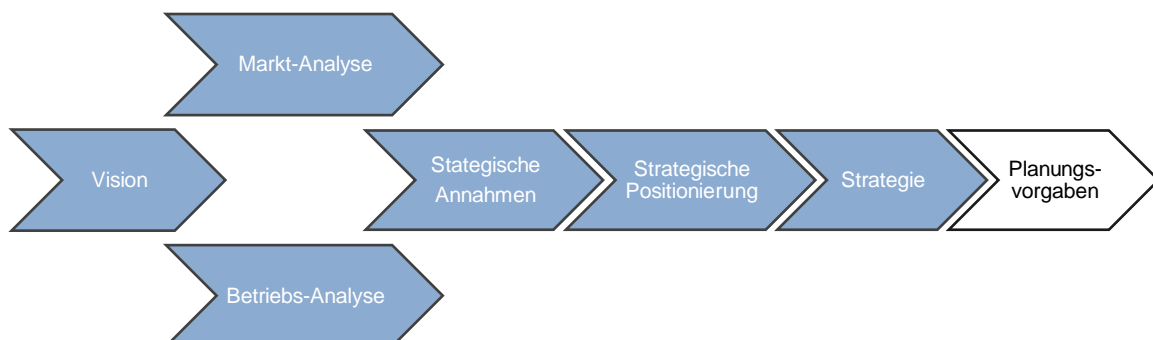 Markt-Analyse
Vision
Stategische
Annahmen
Strategische
Positionierung
Strategie
Planungs-
vorgaben
Betriebs-Analyse